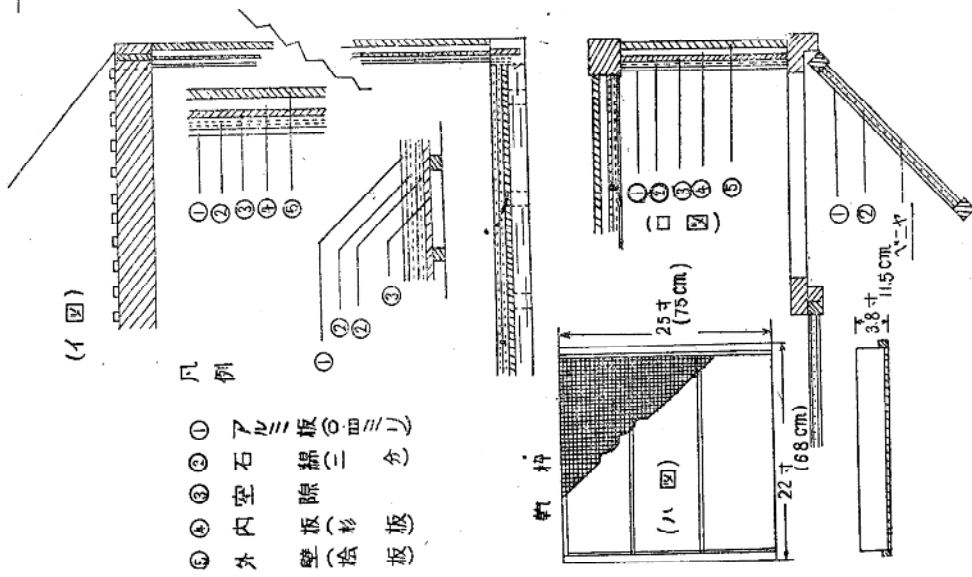 (イ図)
① ② ③ ④ ⑤
① ② ② ③
凡例
① アルミ板(〇・四ミリ)
② 石綿(二分)
③ 空隙
④ 内板(杉板)
⑤ 外壁(桧板)
① ② ③ ④ ⑤
(ロ図)
① ②
ベニヤ
乾枠
(ハ図)
25寸
(75cm)
22寸
(68cm)
3.8寸
11.5cm